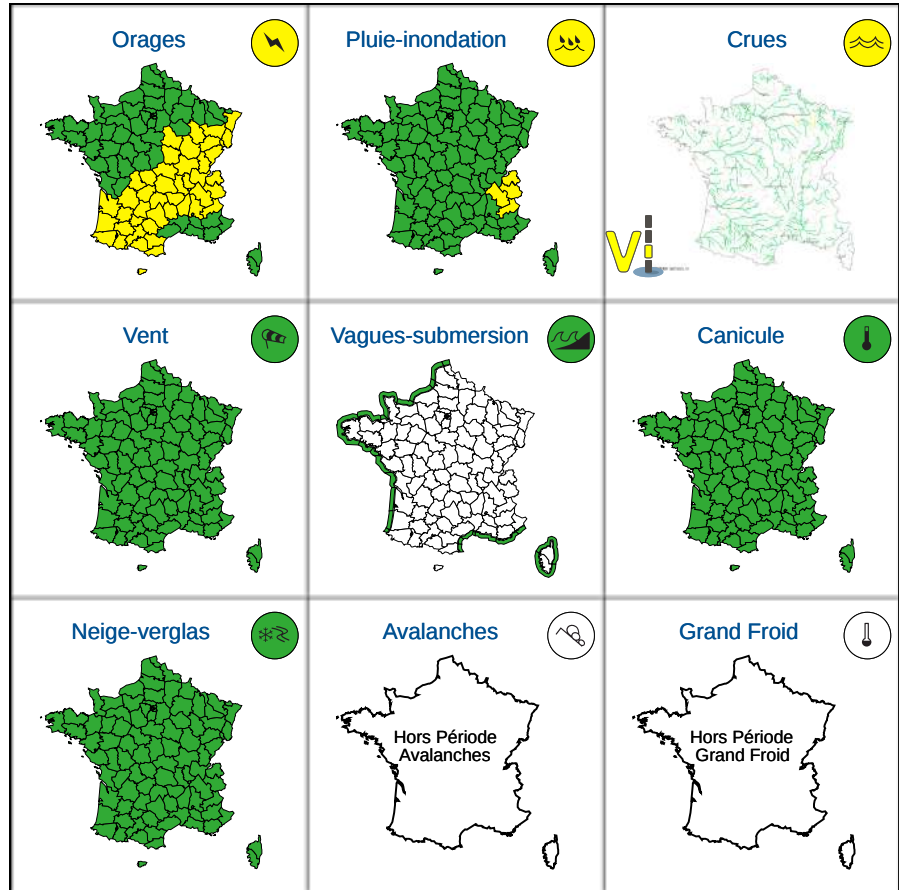 Orages
Pluie-inondation
Crues
Vent
Vagues-submersion
Canicule
Neige-verglas
Avalanches
Hors Période
Avalanches
Grand Froid
Hors Période
Grand Froid